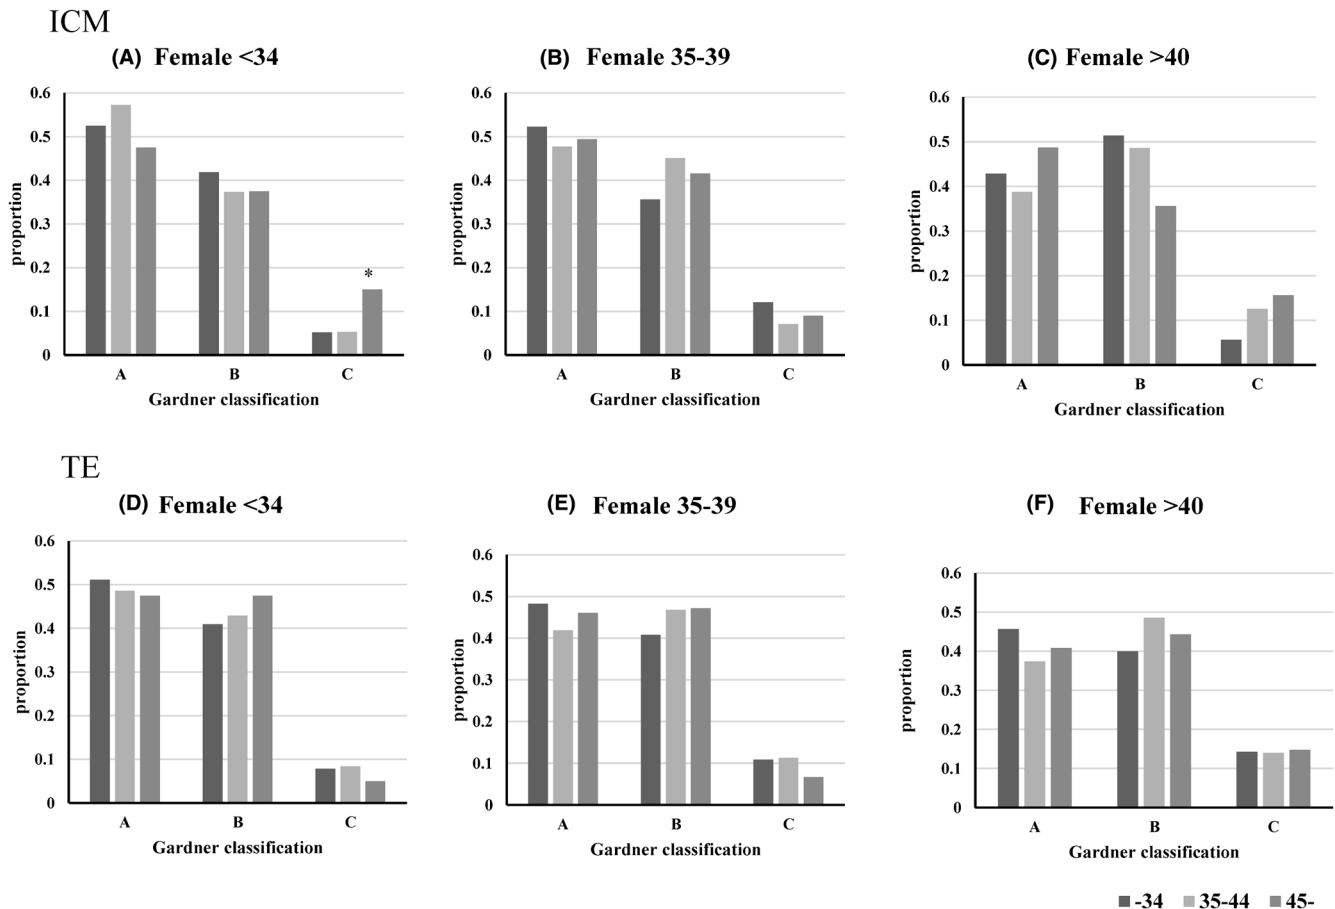 ICM
(A) Female <34
0.6
0.5
0.4
0.3
0.2
0.1
0
proportion
*
A B C
Gardner classification
(B) Female 35-39
0.6
0.5
0.4
0.3
0.2
0.1
0
proportion
A B C
Gardner classification
(C) Female >40
0.6
0.5
0.4
0.3
0.2
0.1
0
proportion
A B C
Gardner classification
TE
(D) Female <34
0.6
0.5
0.4
0.3
0.2
0.1
0
proportion
A B C
Gardner classification
(E) Female 35-39
0.6
0.5
0.4
0.3
0.2
0.1
0
proportion
A B C
Gardner classification
(F) Female >40
0.6
0.5
0.4
0.3
0.2
0.1
0
proportion
A B C
Gardner classification
-34 35-44 45-